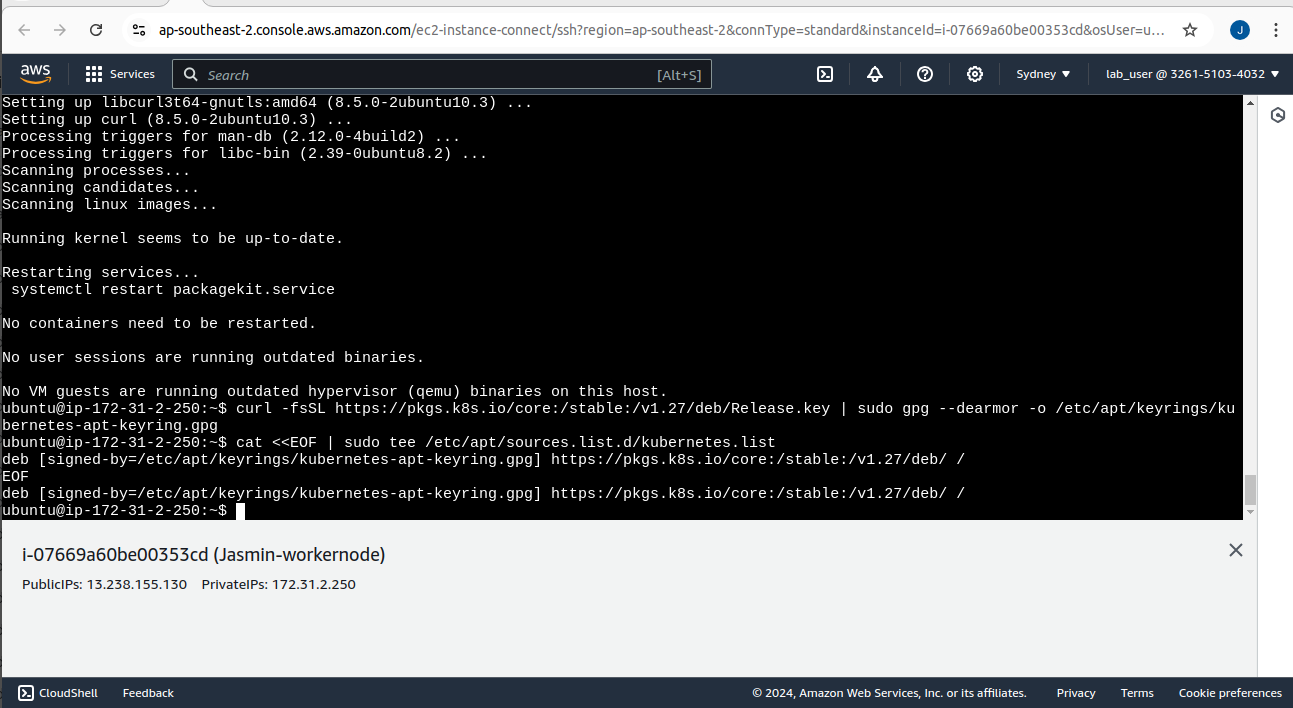 ap-southeast-2.console.aws.amazon.com/ec2-instance-connect/ssh?region=ap-southeast-2&connType=standard&instanceId=i-07669a60be00353cd&osUser=u...
J
aws
Services
Search
[Alt+S]
Sydney
lab_user @ 3261-5103-4032
Setting up libcurl3t64-gnutls:amd64 (8.5.0-2ubuntu10.3) ...
Setting up curl (8.5.0-2ubuntu10.3) ...
Processing triggers for man-db (2.12.0-4build2) ...
Processing triggers for libc-bin (2.39-0ubuntu8.2) ...
Scanning processes...
Scanning candidates...
Scanning linux images...
Running kernel seems to be up-to-date.
Restarting services...
systemctl restart packagekit.service
No containers need to be restarted.
No user sessions are running outdated binaries.
No VM guests are running outdated hypervisor (qemu) binaries on this host.
ubuntu@ip-172-31-2-250:~$ curl -fsSL https://pkgs.k8s.io/core:/stable:/v1.27/deb/Release.key | sudo gpg --dearmor -o /etc/apt/keyrings/ku
bernetes-apt-keyring.gpg
ubuntu@ip-172-31-2-250:~$ cat <<EOF | sudo tee /etc/apt/sources.list.d/kubernetes.list
deb [signed-by=/etc/apt/keyrings/kubernetes-apt-keyring.gpg] https://pkgs.k8s.io/core:/stable:/v1.27/deb/ /
EOF
deb [signed-by=/etc/apt/keyrings/kubernetes-apt-keyring.gpg] https://pkgs.k8s.io/core:/stable:/v1.27/deb/ /
ubuntu@ip-172-31-2-250:~$
i-07669a60be00353cd (Jasmin-workernode)
PublicIPs: 13.238.155.130 PrivateIPs: 172.31.2.250
CloudShell
Feedback
© 2024, Amazon Web Services, Inc. or its affiliates.
Privacy
Terms
Cookie preferences